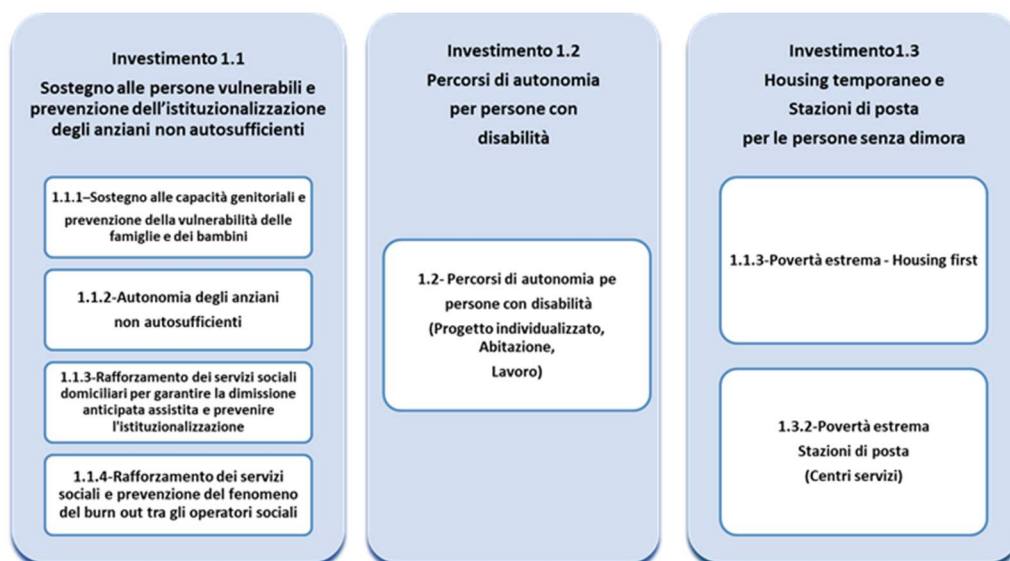 Investimento 1.1
Sostegno alle persone vulnerabili e
prevenzione dell'istituzionalizzazione
degli anziani non autosufficienti
1.1.1–Sostegno alle capacità genitoriali e
prevenzione della vulnerabilità delle
famiglie e dei bambini
1.1.2-Autonomia degli anziani
non autosufficienti
1.1.3-Rafforzamento dei servizi sociali
domiciliari per garantire la dimissione
anticipata assistita e prevenire
l'istituzionalizzazione
1.1.4-Rafforzamento dei servizi
sociali e prevenzione del fenomeno
del burn out tra gli operatori sociali
Investimento 1.2
Percorsi di autonomia
per persone con
disabilità
1.2- Percorsi di autonomia pe
persone con disabilità
(Progetto individualizzato,
Abitazione,
Lavoro)
Investimento1.3
Housing temporaneo e
Stazioni di posta
per le persone senza dimora
1.1.3-Povertà estrema - Housing first
1.3.2-Povertà estrema
Stazioni di posta
(Centri servizi)